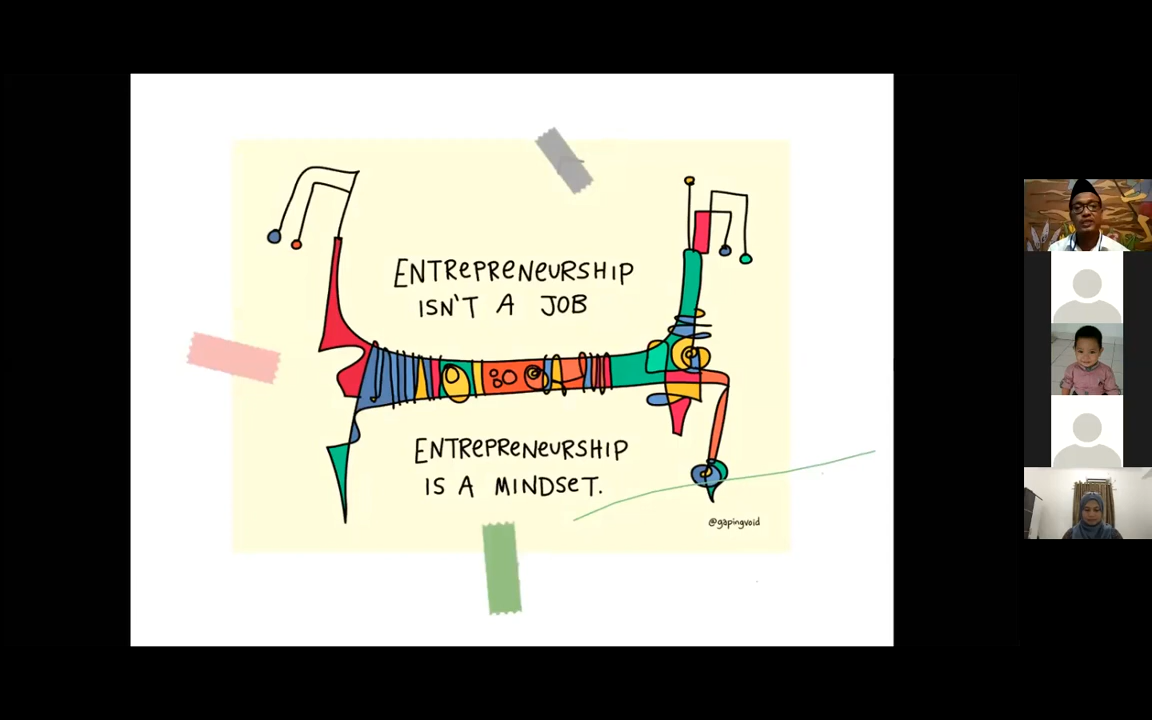 ENTREPRENEURSHIP
ISN'T A JOB
ENTREPRENEURSHIP
IS A MINDSET.
@gapingvoid